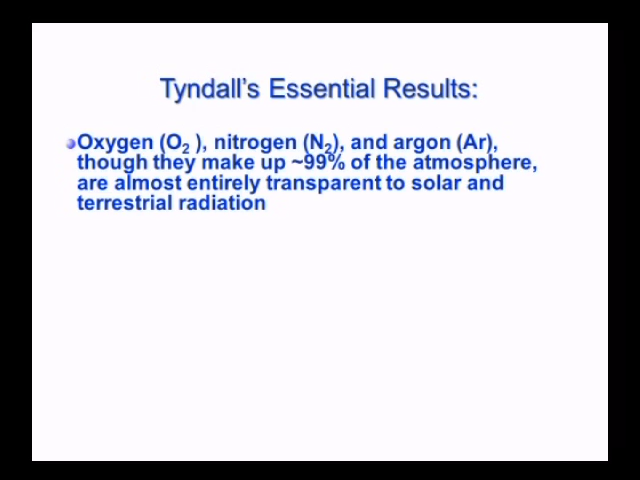 Tyndall's Essential Results:
Oxygen (O2 ), nitrogen (N2), and argon (Ar),
though they make up ~99% of the atmosphere,
are almost entirely transparent to solar and
terrestrial radiation